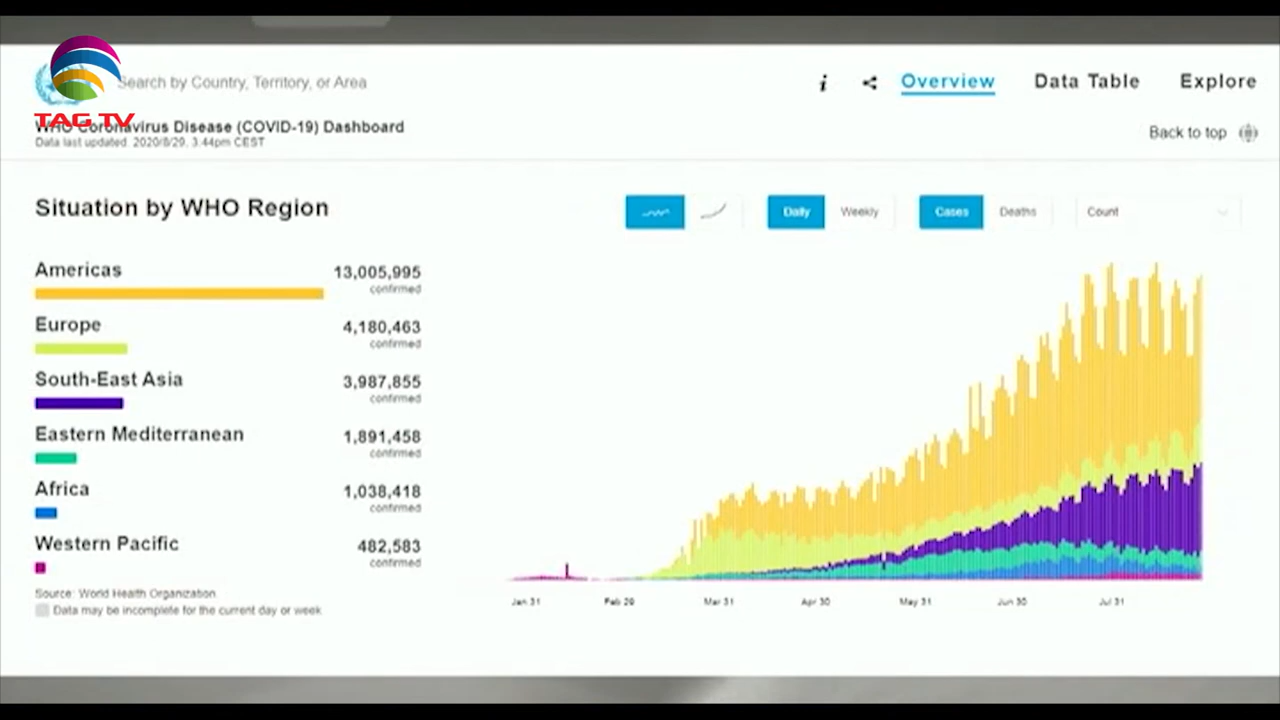 TAG TV
Search by Country, Territory, or Area
i
Overview
Data Table
Explore
WHO Coronavirus Disease (COVID-19) Dashboard
Data last updated: 2020/8/29, 3:44pm CEST
Back to top
Situation by WHO Region
Daily
Weekly
Cases
Deaths
Count
Americas
13,005,995
confirmed
Europe
4,180,463
confirmed
South-East Asia
3,987,855
confirmed
Eastern Mediterranean
1,891,458
confirmed
Africa
1,038,418
confirmed
Western Pacific
482,583
confirmed
Source: World Health Organization
Data may be incomplete for the current day or week.
Jan 31
Feb 29
Mar 31
Apr 30
May 31
Jun 30
Jul 31